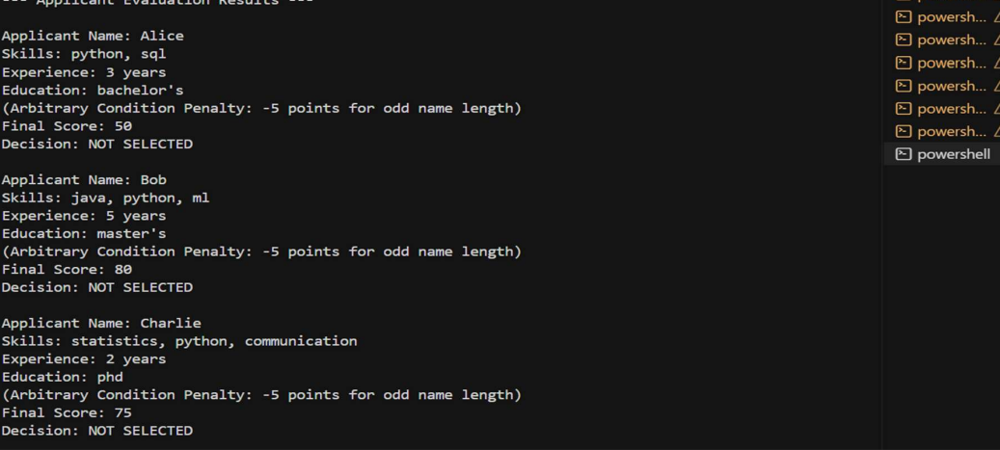 --- Applicant Evaluation Results ---
Applicant Name: Alice
Skills: python, sql
Experience: 3 years
Education: bachelor's
(Arbitrary Condition Penalty: -5 points for odd name length)
Final Score: 50
Decision: NOT SELECTED
Applicant Name: Bob
Skills: java, python, ml
Experience: 5 years
Education: master's
(Arbitrary Condition Penalty: -5 points for odd name length)
Final Score: 80
Decision: NOT SELECTED
Applicant Name: Charlie
Skills: statistics, python, communication
Experience: 2 years
Education: phd
(Arbitrary Condition Penalty: -5 points for odd name length)
Final Score: 75
Decision: NOT SELECTED
powersh...
powersh...
powersh...
powersh...
powersh...
powersh...
powershell